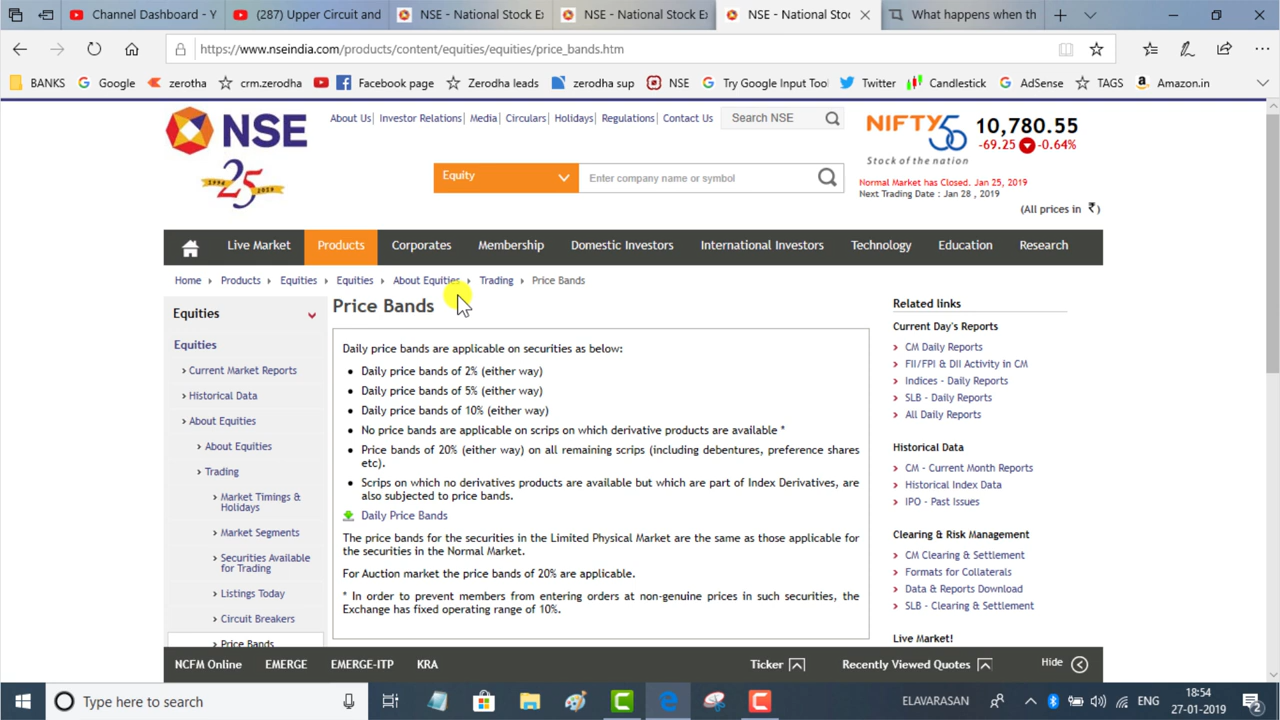 Channel Dashboard - Y
(287) Upper Circuit and
NSE - National Stock Ex
NSE - National Stock Ex
NSE - National Stoc
What happens when th
https://www.nseindia.com/products/content/equities/equities/price_bands.htm
BANKS
Google
zerotha
crm.zerodha
Facebook page
Zerodha leads
zerodha sup
NSE
Try Google Input Tool
Twitter
Candlestick
AdSense
TAGS
Amazon.in
NSE
1994 25 2019
About Us| Investor Relations| Media| Circulars| Holidays| Regulations| Contact Us
Search NSE
NIFTY50
Stock of the nation
10,780.55
-69.25 -0.64%
Equity
Enter company name or symbol
Normal Market has Closed. Jan 25, 2019
Next Trading Date : Jan 28 , 2019
(All prices in ₹)
Live Market
Products
Corporates
Membership
Domestic Investors
International Investors
Technology
Education
Research
Home › Products › Equities › Equities › About Equities › Trading › Price Bands
Equities
Equities
› Current Market Reports
› Historical Data
› About Equities
› About Equities
› Trading
› Market Timings &
Holidays
› Market Segments
› Securities Available
for Trading
› Listings Today
› Circuit Breakers
› Price Bands
Price Bands
Daily price bands are applicable on securities as below:
• Daily price bands of 2% (either way)
• Daily price bands of 5% (either way)
• Daily price bands of 10% (either way)
• No price bands are applicable on scrips on which derivative products are available *
• Price bands of 20% (either way) on all remaining scrips (including debentures, preference shares
etc).
• Scrips on which no derivatives products are available but which are part of Index Derivatives, are
also subjected to price bands.
Daily Price Bands
The price bands for the securities in the Limited Physical Market are the same as those applicable for
the securities in the Normal Market.
For Auction market the price bands of 20% are applicable.
* In order to prevent members from entering orders at non-genuine prices in such securities, the
Exchange has fixed operating range of 10%.
Related links
Current Day's Reports
› CM Daily Reports
› FII/FPI & DII Activity in CM
› Indices - Daily Reports
› SLB - Daily Reports
› All Daily Reports
Historical Data
› CM - Current Month Reports
› Historical Index Data
› IPO - Past Issues
Clearing & Risk Management
› CM Clearing & Settlement
› Formats for Collaterals
› Data & Reports Download
› SLB - Clearing & Settlement
Live Market!
NCFM Online
EMERGE
EMERGE-ITP
KRA
Ticker
Recently Viewed Quotes
Hide
Type here to search
ELAVARASAN
ENG
18:54
27-01-2019
2